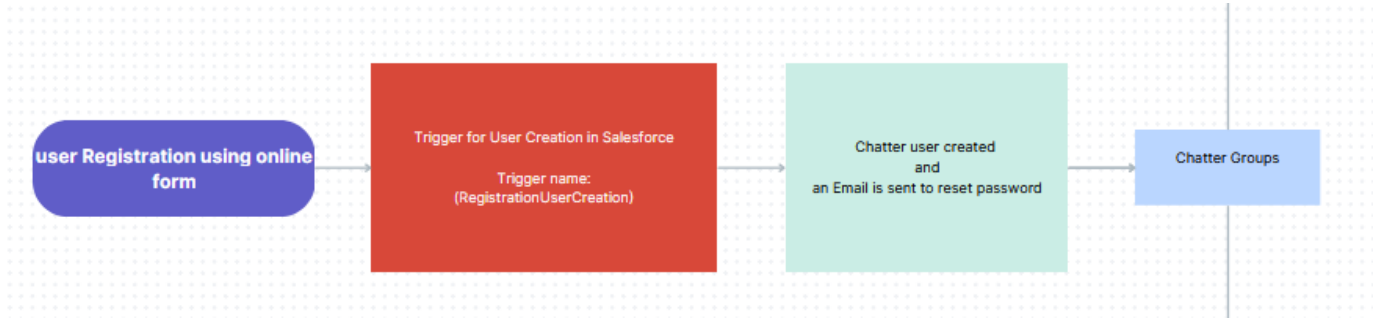 user Registration using online
form
Trigger for User Creation in Salesforce
Trigger name:
(RegistrationUserCreation)
Chatter user created
and
an Email is sent to reset password
Chatter Groups